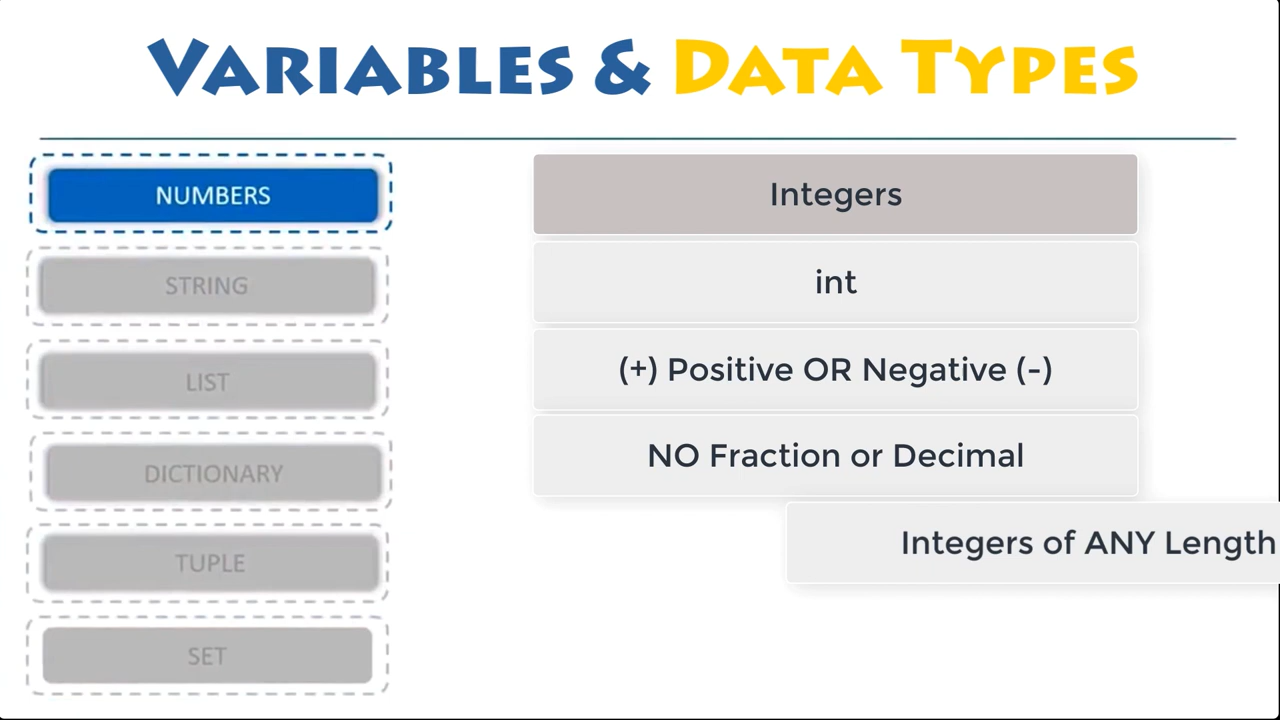 VARIABLES & DATA TYPES
NUMBERS
STRING
LIST
DICTIONARY
TUPLE
SET
Integers
int
(+) Positive OR Negative (-)
NO Fraction or Decimal
Integers of ANY Length